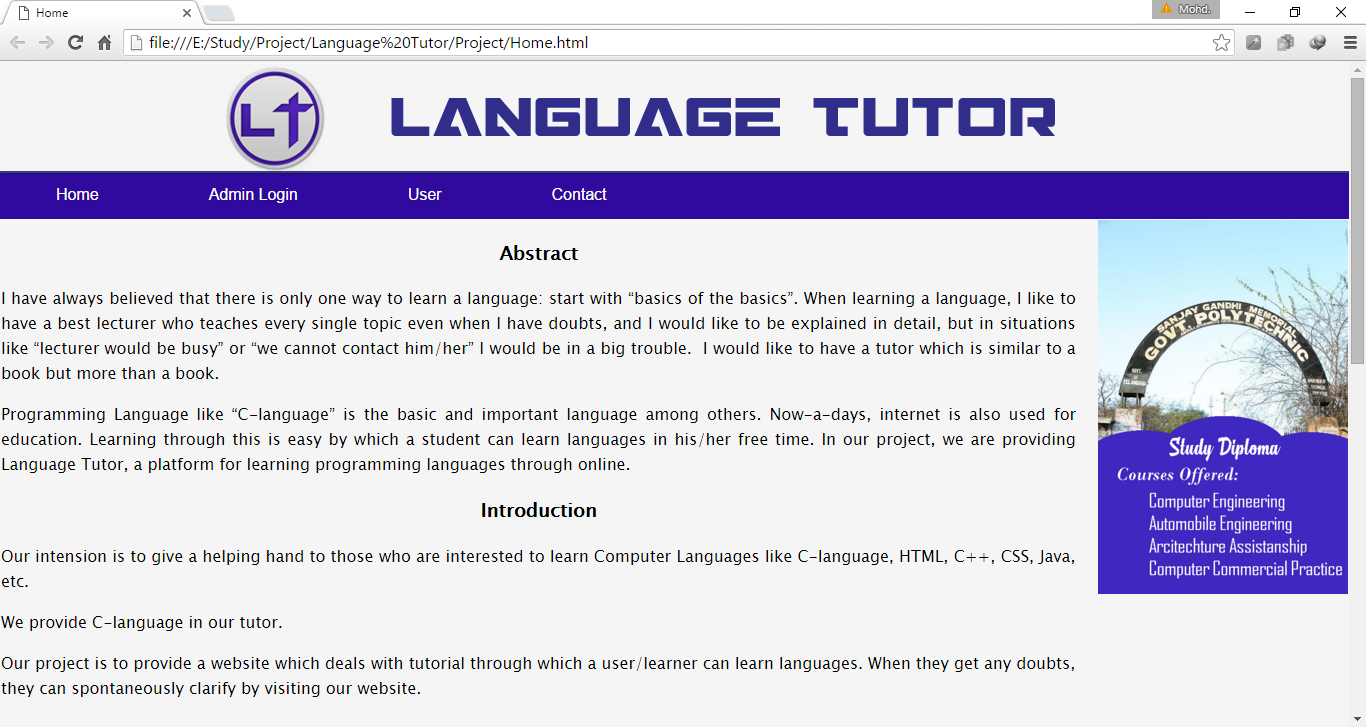 Home
Mohd.
file:///E:/Study/Project/Language%20Tutor/Project/Home.html
LT
LANGUAGE TUTOR
Home Admin Login User Contact
Abstract
I have always believed that there is only one way to learn a language: start with “basics of the basics”. When learning a language, I like to
have a best lecturer who teaches every single topic even when I have doubts, and I would like to be explained in detail, but in situations
like “lecturer would be busy” or “we cannot contact him/her” I would be in a big trouble.  I would like to have a tutor which is similar to a
book but more than a book.
Programming Language like “C-language” is the basic and important language among others. Now-a-days, internet is also used for
education. Learning through this is easy by which a student can learn languages in his/her free time. In our project, we are providing
Language Tutor, a platform for learning programming languages through online.
Introduction
Our intension is to give a helping hand to those who are interested to learn Computer Languages like C-language, HTML, C++, CSS, Java,
etc.
We provide C-language in our tutor.
Our project is to provide a website which deals with tutorial through which a user/learner can learn languages. When they get any doubts,
they can spontaneously clarify by visiting our website.
SANJAY GANDHI MEMORIAL
GOVT. POLYTECHNIC
Study Diploma
Courses Offered:
Computer Engineering
Automobile Engineering
Arcitechture Assistanship
Computer Commercial Practice